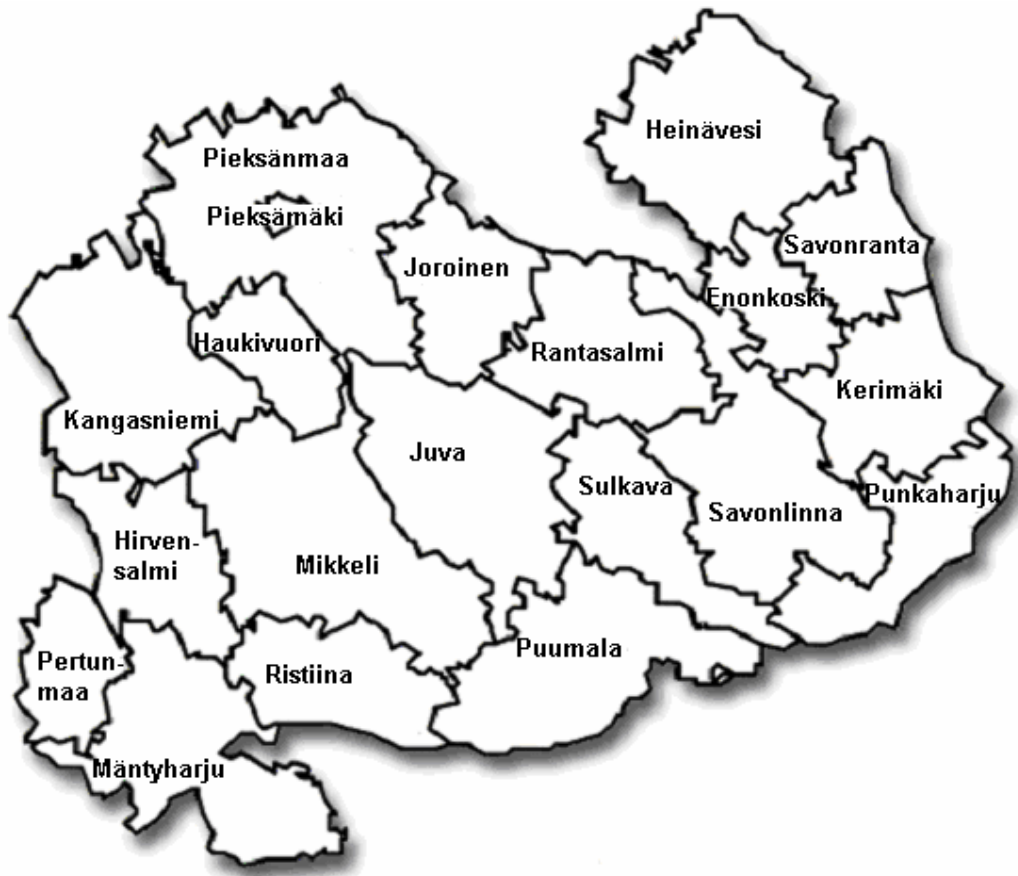 Heinävesi
Pieksänmaa
Pieksämäki
Savonranta
Joroinen
Enonkoski
Haukivuori
Rantasalmi
Kerimäki
Kangasniemi
Juva
Sulkava
Punkaharju
Savonlinna
Hirven-
salmi
Mikkeli
Puumala
Pertun-
maa
Ristiina
Mäntyharju